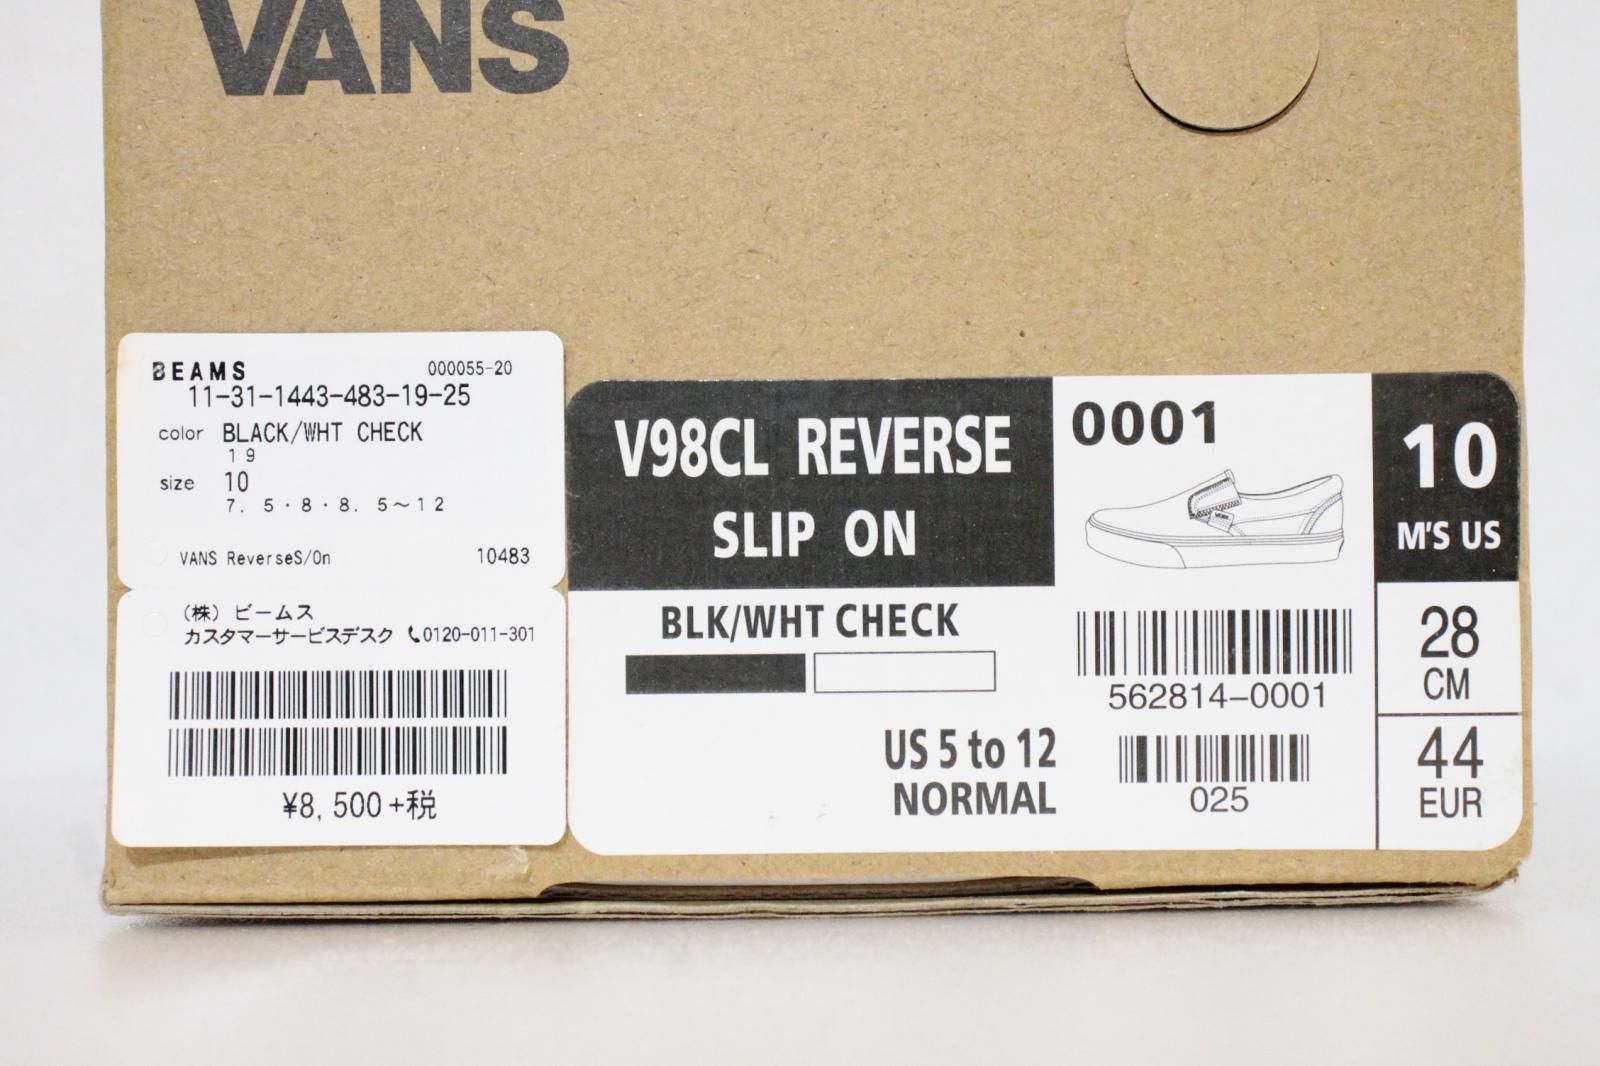 VANS
BEAMS 000055-20
11-31-1443-483-19-25
color BLACK/WHT CHECK
19
size 10
7. 5・8・8. 5～12
VANS ReverseS/On 10483
(株) ビームス
カスタマーサービスデスク 0120-011-301
¥8, 500+税
V98CL REVERSE
SLIP ON
BLK/WHT CHECK
US 5 to 12
NORMAL
0001
562814-0001
025
10
M'S US
28
CM
44
EUR